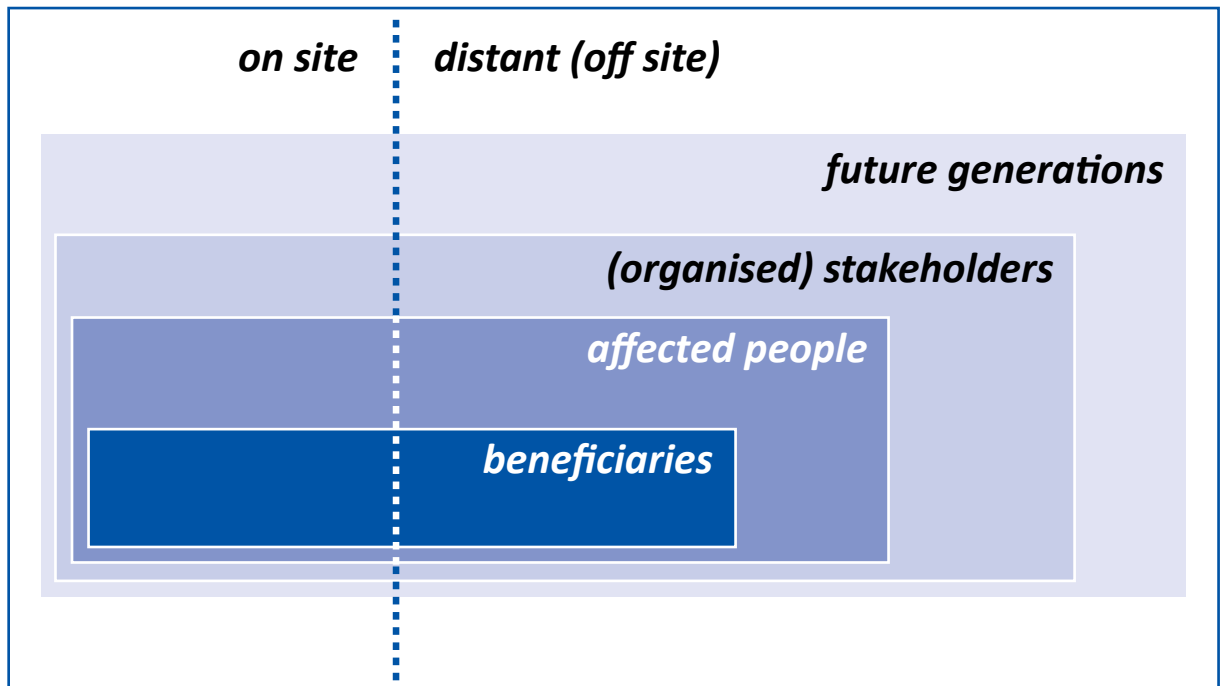 on site
distant (off site)
future generations
(organised) stakeholders
affected people
beneficiaries